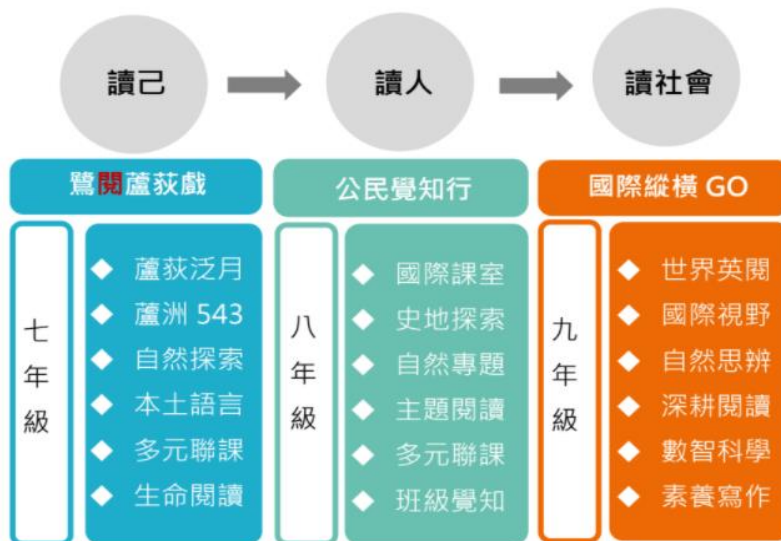 讀己
讀人
讀社會
鷺閱蘆荻戲
七年級
蘆荻泛月
蘆洲 543
自然探索
本土語言
多元聯課
生命閱讀
公民覺知行
八年級
國際課室
史地探索
自然專題
主題閱讀
多元聯課
班級覺知
國際縱橫 GO
九年級
世界英閱
國際視野
自然思辨
深耕閱讀
數智科學
素養寫作